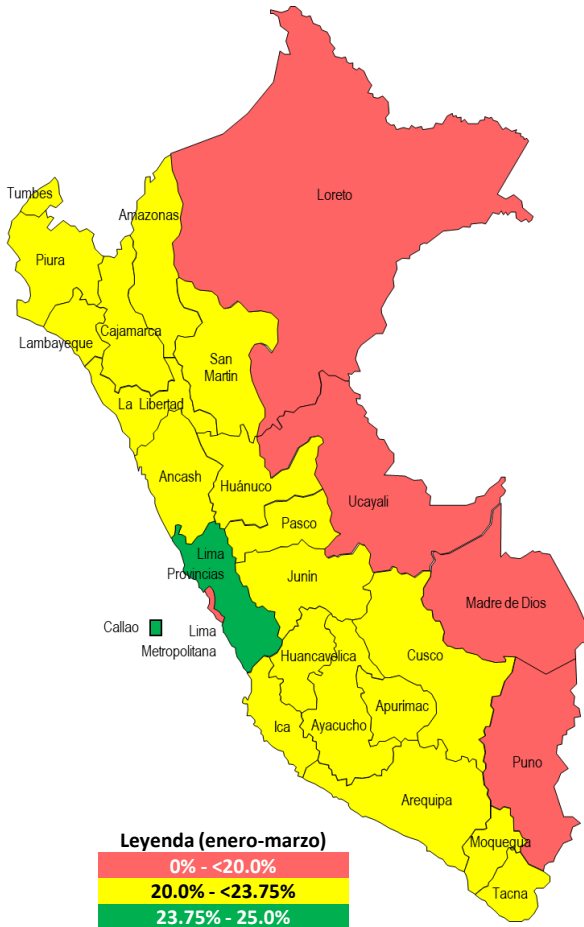 Loreto
Tumbes
Amazonas
Piura
Lambayeque
Cajamarca
San
Martin
La Libertad
Ancash
Huánuco
Ucayali
Pasco
Lima
Provincias
Junín
Madre de Dios
Callao
Lima
Metropolitana
Huancavelica
Cusco
Ica
Ayacucho
Apurimac
Puno
Arequipa
Moquegua
Tacna
Leyenda (enero-marzo)
0% - <20.0%
20.0% - <23.75%
23.75% - 25.0%